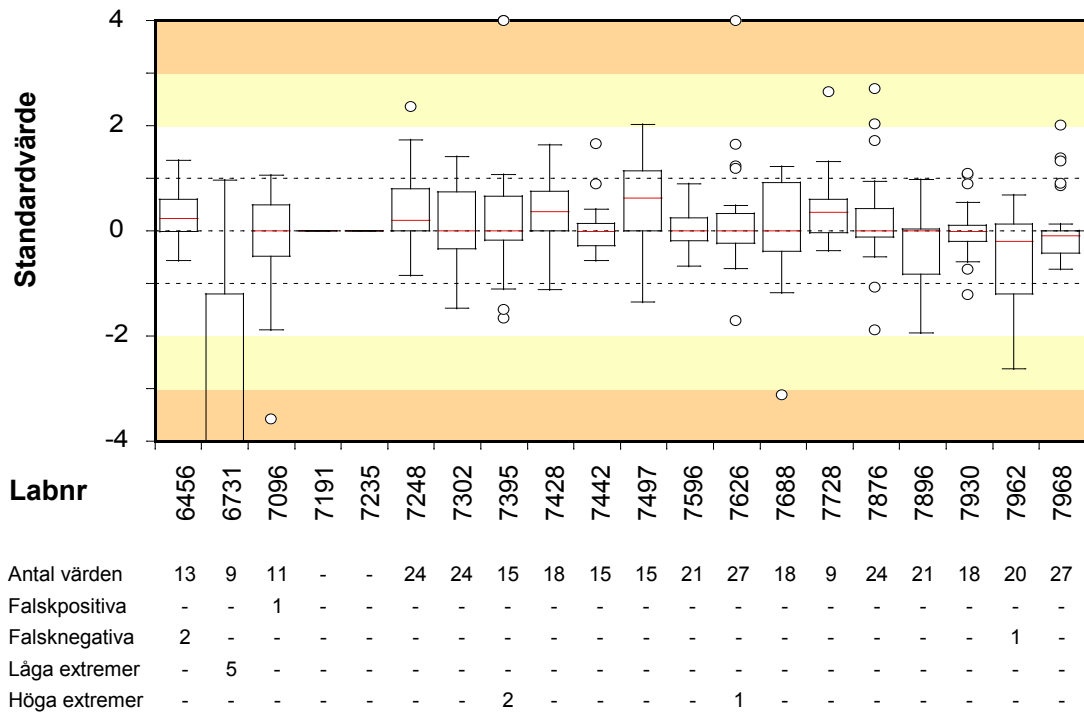 4
2
0
-2
-4
Standardvärde
Labnr 6456 6731 7096 7191 7235 7248 7302 7395 7428 7442 7497 7596 7626 7688 7728 7876 7896 7930 7962 7968
Antal värden 13 9 11 - - 24 24 15 18 15 15 21 27 18 9 24 21 18 20 27
Falskpositiva - - 1 - - - - - - - - - - - - - - - - -
Falsknegativa 2 - - - - - - - - - - - - - - - - - 1 -
Låga extremer - 5 - - - - - - - - - - - - - - - - - -
Höga extremer - - - - - - - 2 - - - - 1 - - - - - - -